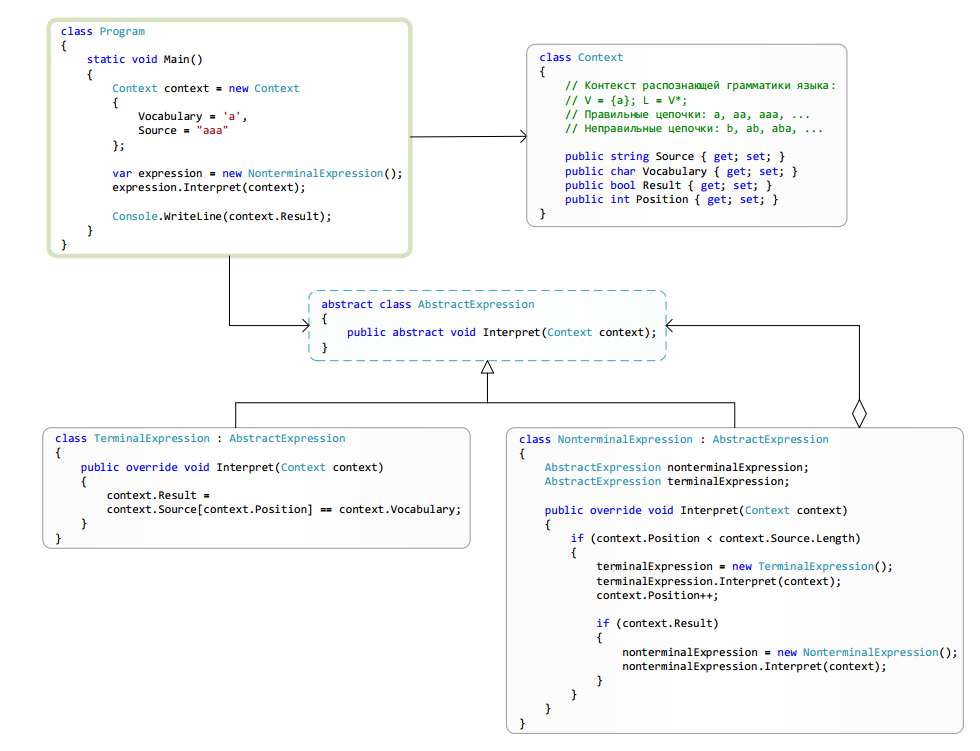 class Program
{
    static void Main()
    {
        Context context = new Context
        {
            Vocabulary = 'a',
            Source = "aaa"
        };

        var expression = new NonterminalExpression();
        expression.Interpret(context);

        Console.WriteLine(context.Result);
    }
}
class Context
{
    // Контекст распознающей грамматики языка:
    // V = {a}; L = V*;
    // Правильные цепочки: a, aa, aaa, ...
    // Неправильные цепочки: b, ab, aba, ...

    public string Source { get; set; }
    public char Vocabulary { get; set; }
    public bool Result { get; set; }
    public int Position { get; set; }
}
abstract class AbstractExpression
{
    public abstract void Interpret(Context context);
}
class TerminalExpression : AbstractExpression
{
    public override void Interpret(Context context)
    {
        context.Result =
        context.Source[context.Position] == context.Vocabulary;
    }
}
class NonterminalExpression : AbstractExpression
{
    AbstractExpression nonterminalExpression;
    AbstractExpression terminalExpression;

    public override void Interpret(Context context)
    {
        if (context.Position < context.Source.Length)
        {
            terminalExpression = new TerminalExpression();
            terminalExpression.Interpret(context);
            context.Position++;

            if (context.Result)
            {
                nonterminalExpression = new NonterminalExpression();
                nonterminalExpression.Interpret(context);
            }
        }
    }
}